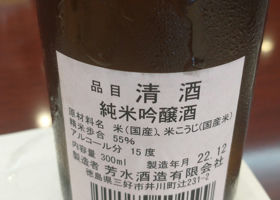 品目 清酒
純米吟醸酒
原材料名 米(国産)、米こうじ(国産米)
精米歩合 55%
アルコール分 15度
内容量 300ml 製造年月 22.12
製造者 芳水酒造有限会社
徳島県三好市井川町辻231-2